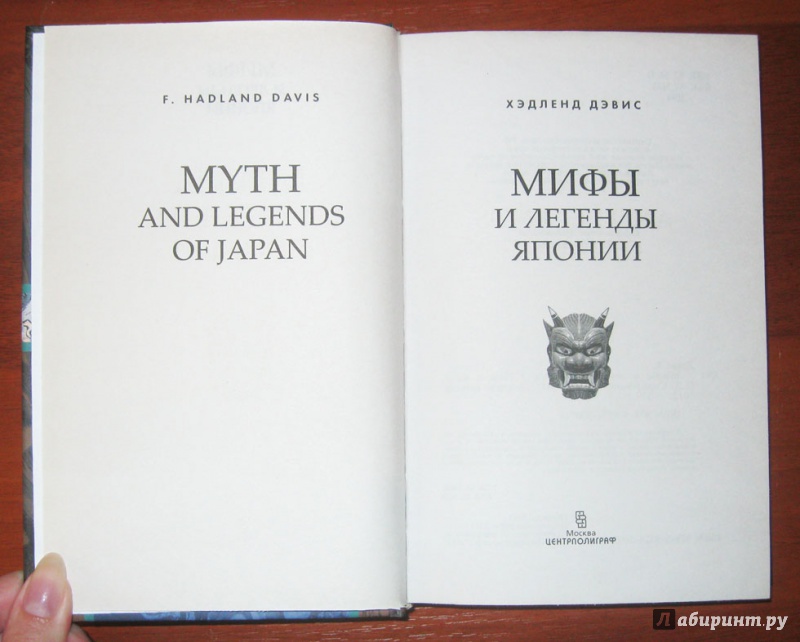 F. HADLAND DAVIS
MYTH
AND LEGENDS
OF JAPAN
ХЭДЛЕНД ДЭВИС
МИФЫ
И ЛЕГЕНДЫ
ЯПОНИИ
Москва
ЦЕНТРПОЛИГРАФ
Лабиринт.ру